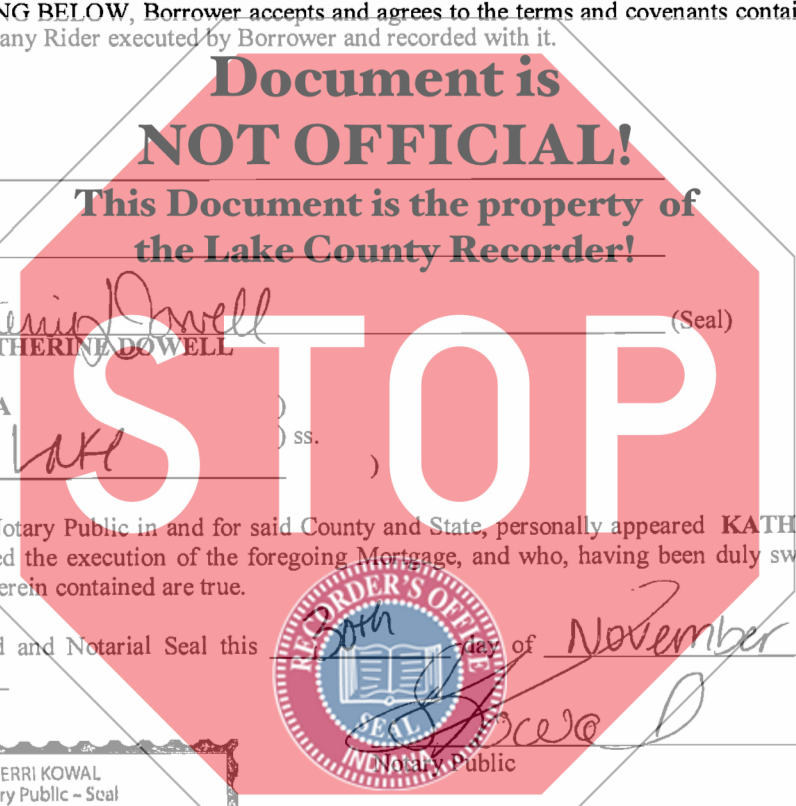 NG BELOW, Borrower accepts and agrees to the terms and covenants contai
any Rider executed by Borrower and recorded with it.
Document is
NOT OFFICIAL!
This Document is the property of
the Lake County Recorder!
Dowell (Seal)
THERINE DOWELL
STOP
A )
Lake ) ss.
)
Notary Public in and for said County and State, personally appeared KATH
ed the execution of the foregoing Mortgage, and who, having been duly sw
erein contained are true.
RECORDER'S OFFICE
d and Notarial Seal this 30th day of November
SEAL
INDIANA
Kowal
Notary Public
ERRI KOWAL
ry Public – Seal